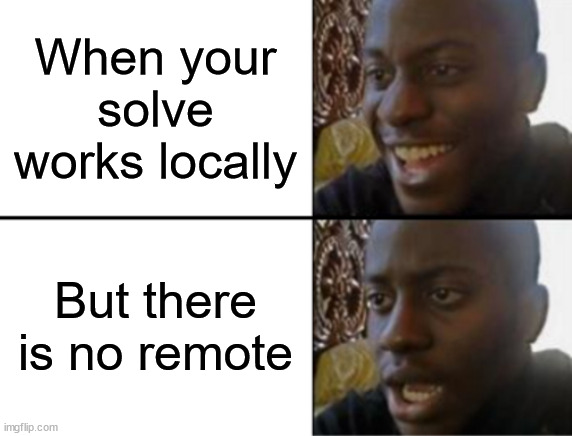 When your
solve
works locally
But there
is no remote
imgflip.com